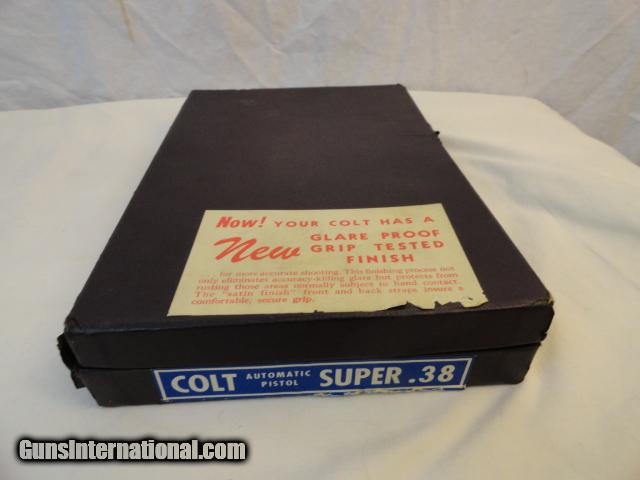 Now! YOUR COLT HAS A
New GLARE PROOF
GRIP TESTED
FINISH
for more accurate shooting. This finishing process not
only eliminates accuracy-killing glare but protects from
rusting those areas normally subject to hand contact.
The "satin finish" front and back straps insure a
comfortable, secure grip.
COLT AUTOMATIC PISTOL SUPER .38
GunsInternational.com